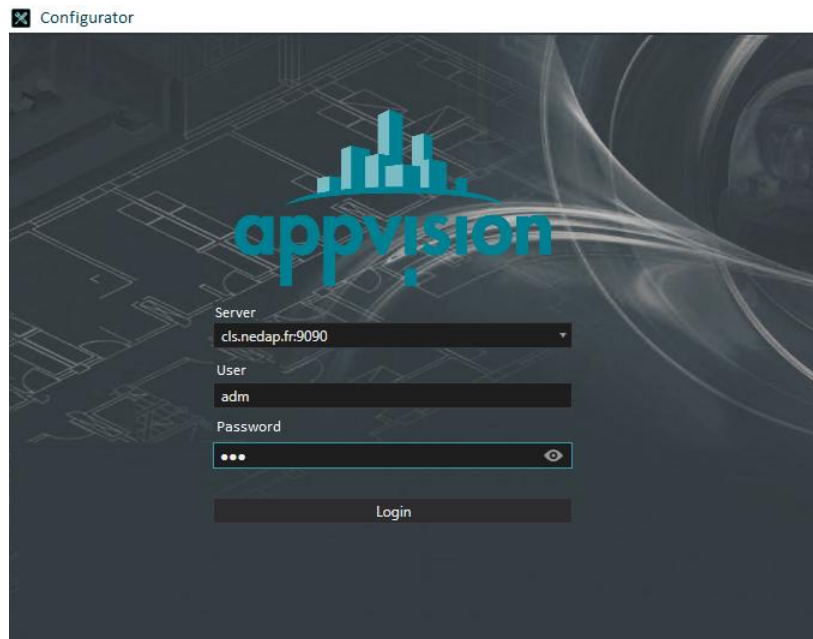 Configurator
appvision
Server
cls.nedap.fr:9090
User
adm
Password
●●●
Login